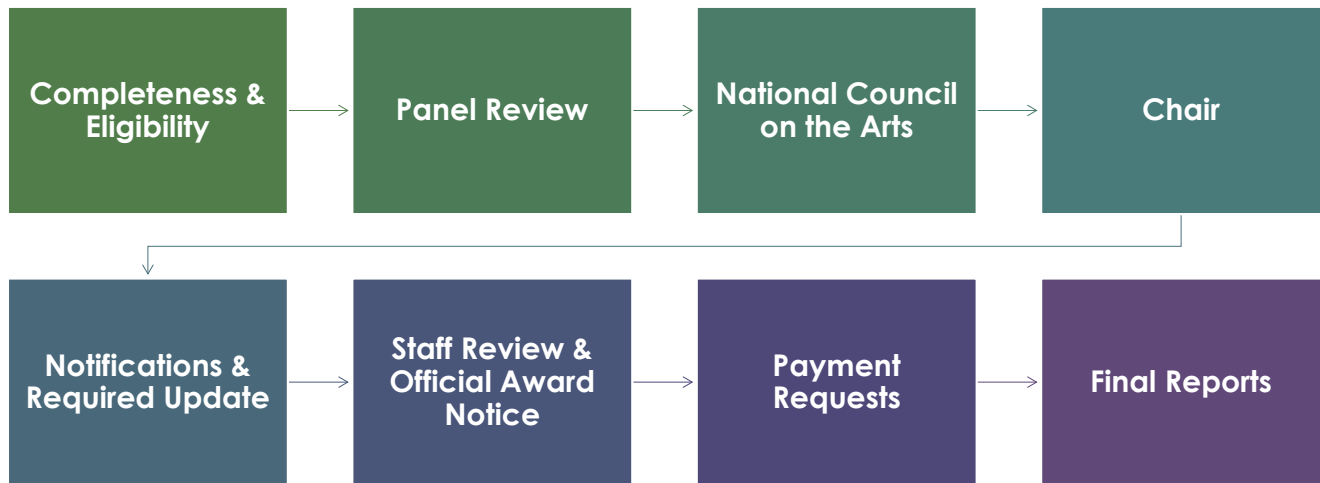 Completeness &
Eligibility
Panel Review
National Council
on the Arts
Chair
Notifications &
Required Update
Staff Review &
Official Award
Notice
Payment
Requests
Final Reports